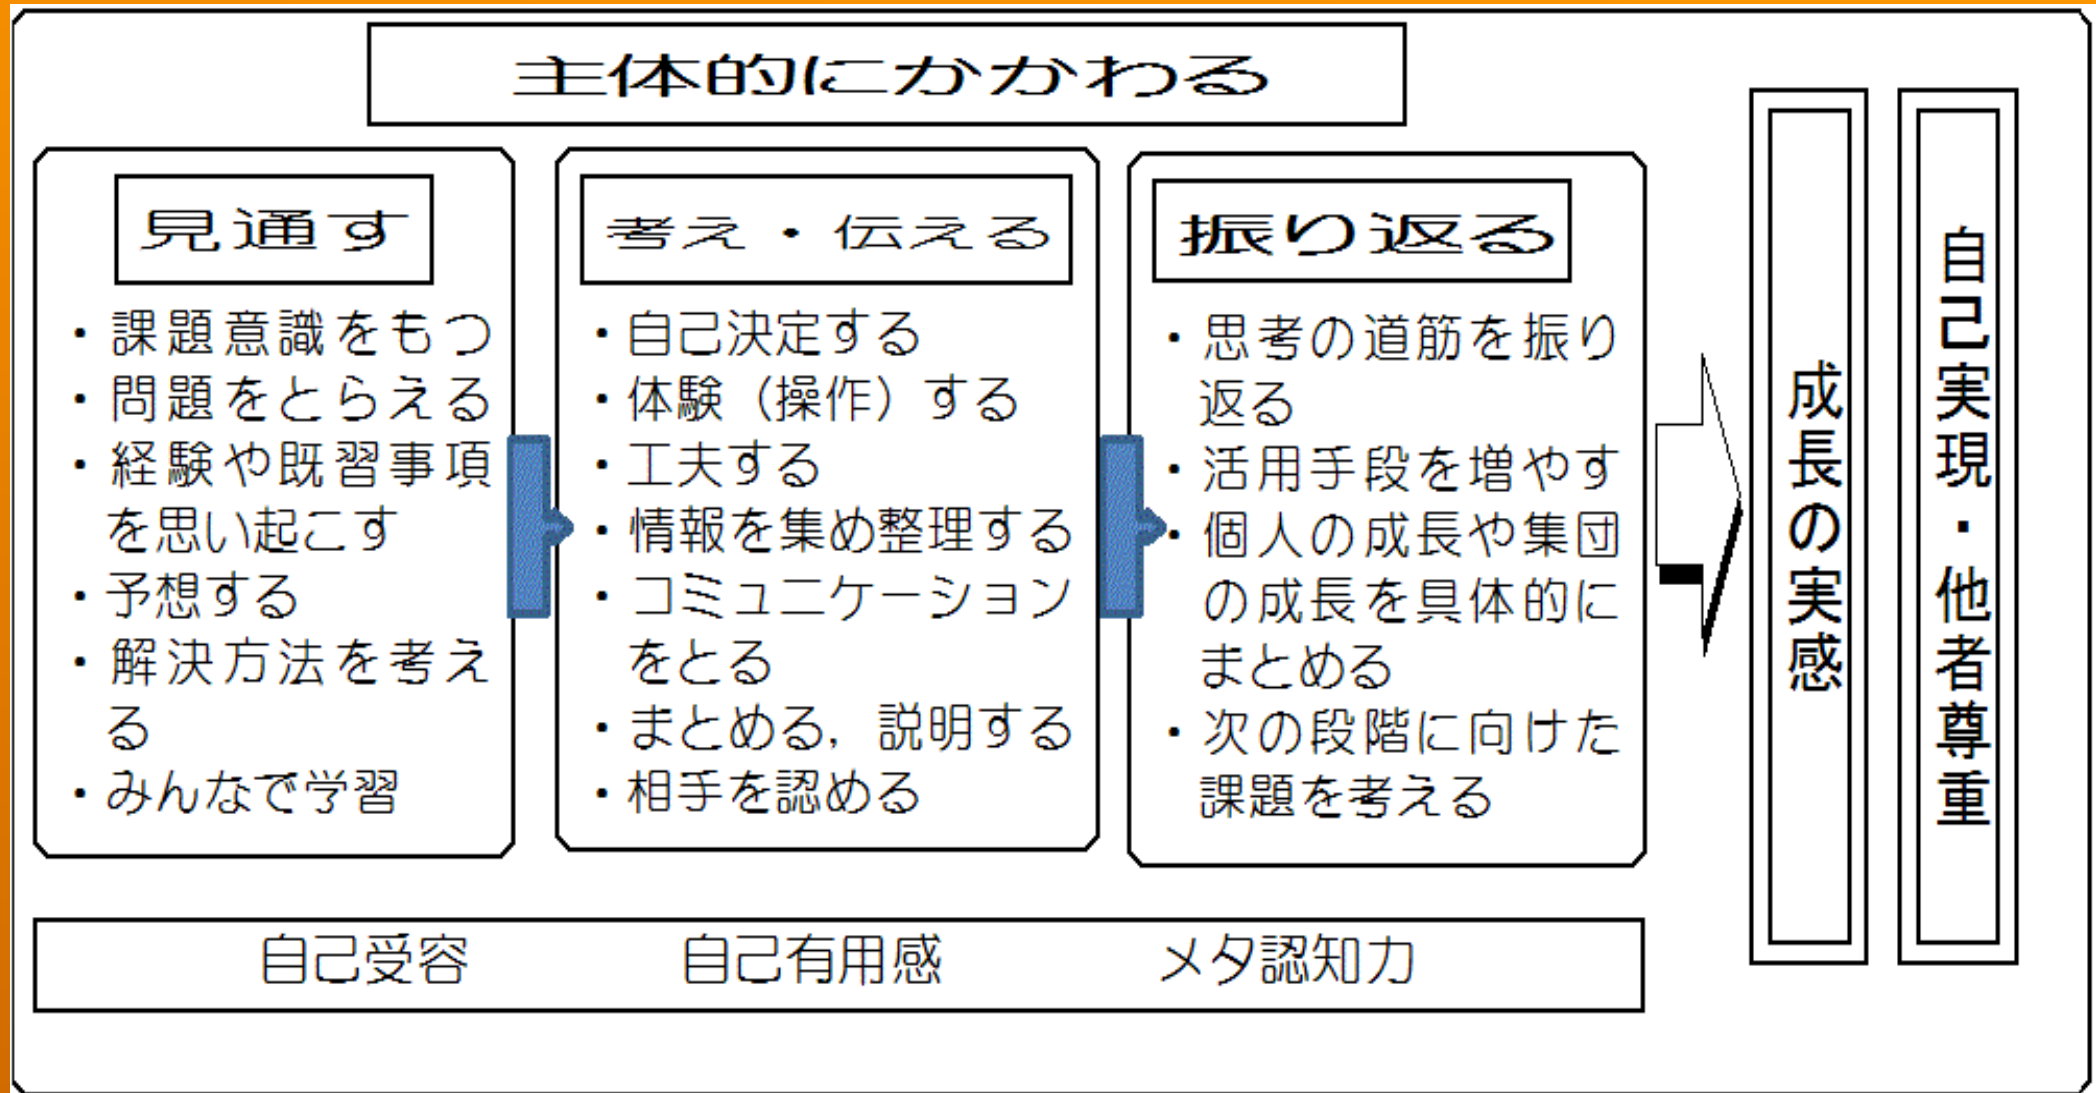 主体的にかかわる
見通す
・課題意識をもつ
・問題をとらえる
・経験や既習事項
を思い起こす
・予想する
・解決方法を考え
る
・みんなで学習
考え・伝える
・自己決定する
・体験（操作）する
・工夫する
・情報を集め整理する
・コミュニケーション
をとる
・まとめる，説明する
・相手を認める
振り返る
・思考の道筋を振り
返る
・活用手段を増やす
・個人の成長や集団
の成長を具体的に
まとめる
・次の段階に向けた
課題を考える
自己受容 自己有用感 メタ認知力
成長の実感
自己実現・他者尊重